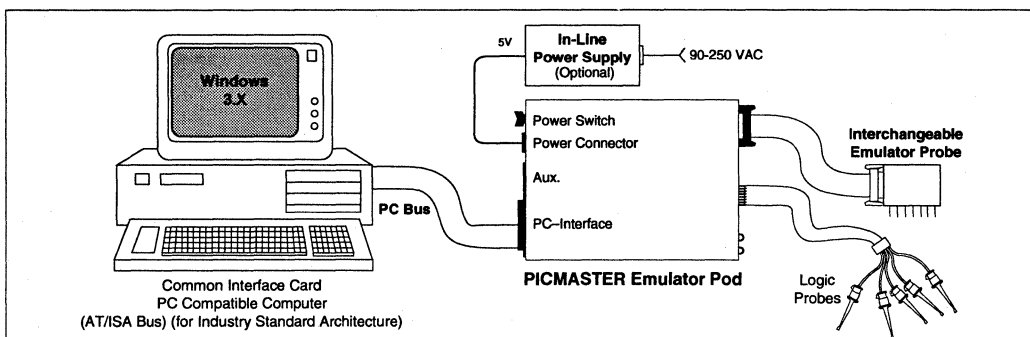 Windows
3.X
5V
In-Line
Power Supply
(Optional)
90-250 VAC
Power Switch
Power Connector
Aux.
PC–Interface
PC Bus
Interchangeable
Emulator Probe
Logic
Probes
PICMASTER Emulator Pod
Common Interface Card
PC Compatible Computer
(AT/ISA Bus) (for Industry Standard Architecture)